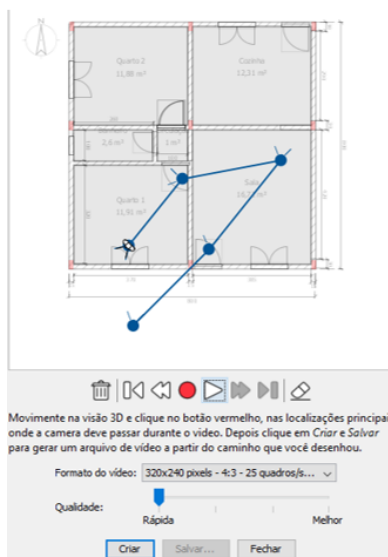 N
Quarto 2
11,88 m²
Cozinha
12,31 m²
2,6 m²
1 m²
Quarto 1
11,91 m²
Sala
Movimente na visão 3D e clique no botão vermelho, nas localizações principai
onde a camera deve passar durante o video. Depois clique em Criar e Salvar
para gerar um arquivo de vídeo a partir do caminho que você desenhou.
Formato do vídeo: 320x240 pixels - 4:3 - 25 quadros/s...
Qualidade:
Rápida Melhor
Criar Salvar... Fechar